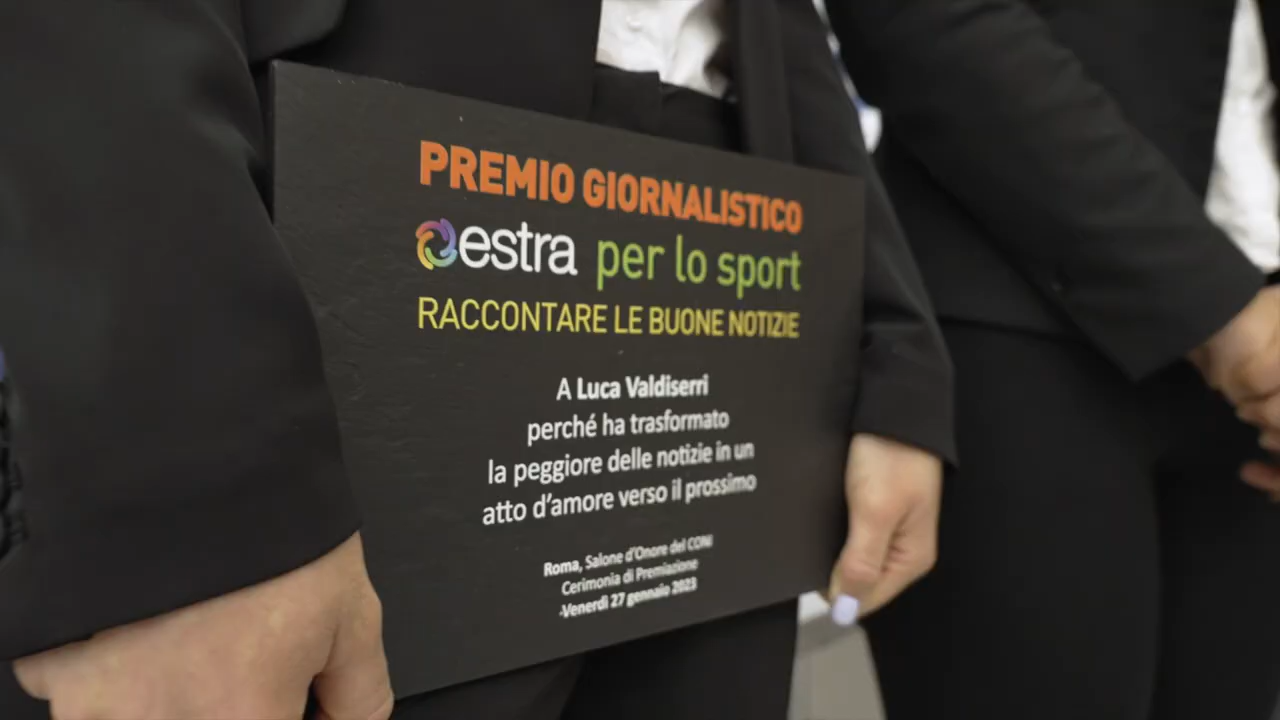 PREMIO GIORNALISTICO
estra per lo sport
RACCONTARE LE BUONE NOTIZIE
A Luca Valdiserri
perché ha trasformato
la peggiore delle notizie in un
atto d'amore verso il prossimo
Roma, Salone d'Onore del CONI
Cerimonia di Premiazione
Venerdì 27 gennaio 2023